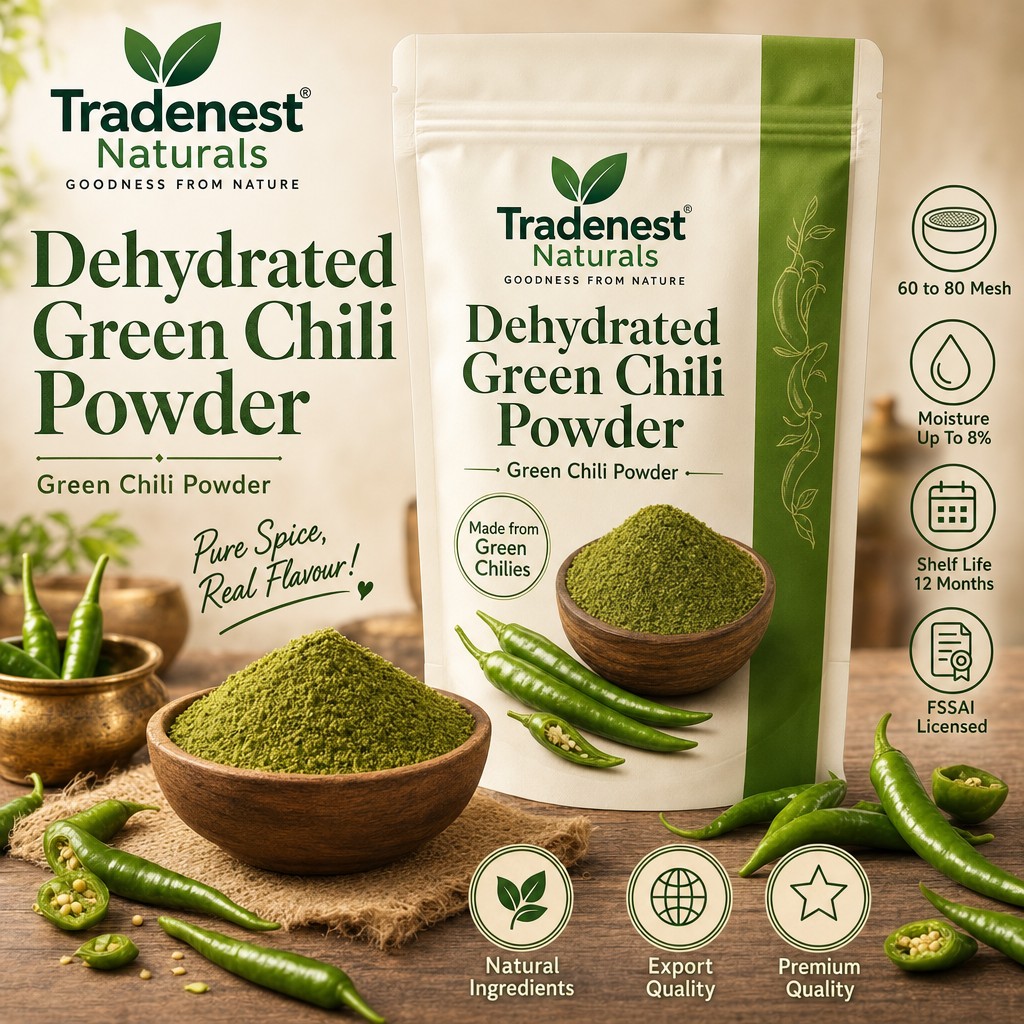 Tradenest®
Naturals
GOODNESS FROM NATURE
Dehydrated
Green Chili
Powder
Green Chili Powder
Pure Spice,
Real Flavour!
Tradenest®
Naturals
GOODNESS FROM NATURE
Dehydrated
Green Chili
Powder
Green Chili Powder
Made from
Green
Chilies
60 to 80 Mesh
Moisture
Up To 8%
Shelf Life
12 Months
FSSAI
Licensed
Natural
Ingredients
Export
Quality
Premium
Quality